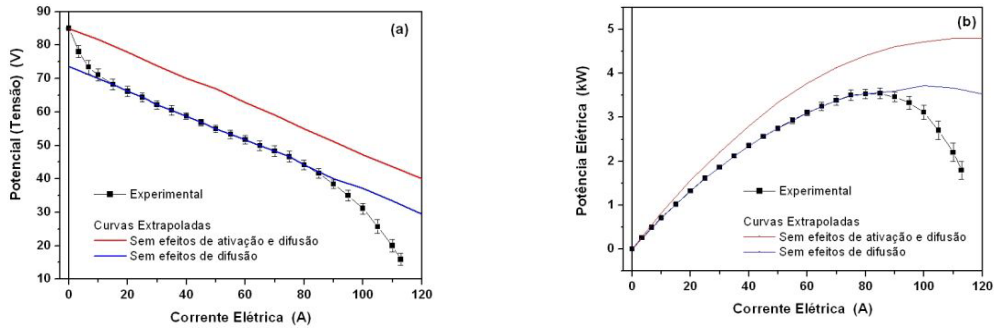 (a)
Potencial (Tensão) (V)
90
80
70
60
50
40
30
20
10
Experimental
Curvas Extrapoladas
Sem efeitos de ativação e difusão
Sem efeitos de difusão
0 20 40 60 80 100 120
Corrente Elétrica (A)
(b)
Potência Elétrica (kW)
5
4
3
2
1
0
Experimental
Curvas Extrapoladas
Sem efeitos de ativação e difusão
Sem efeitos de difusão
0 20 40 60 80 100 120
Corrente Elétrica (A)